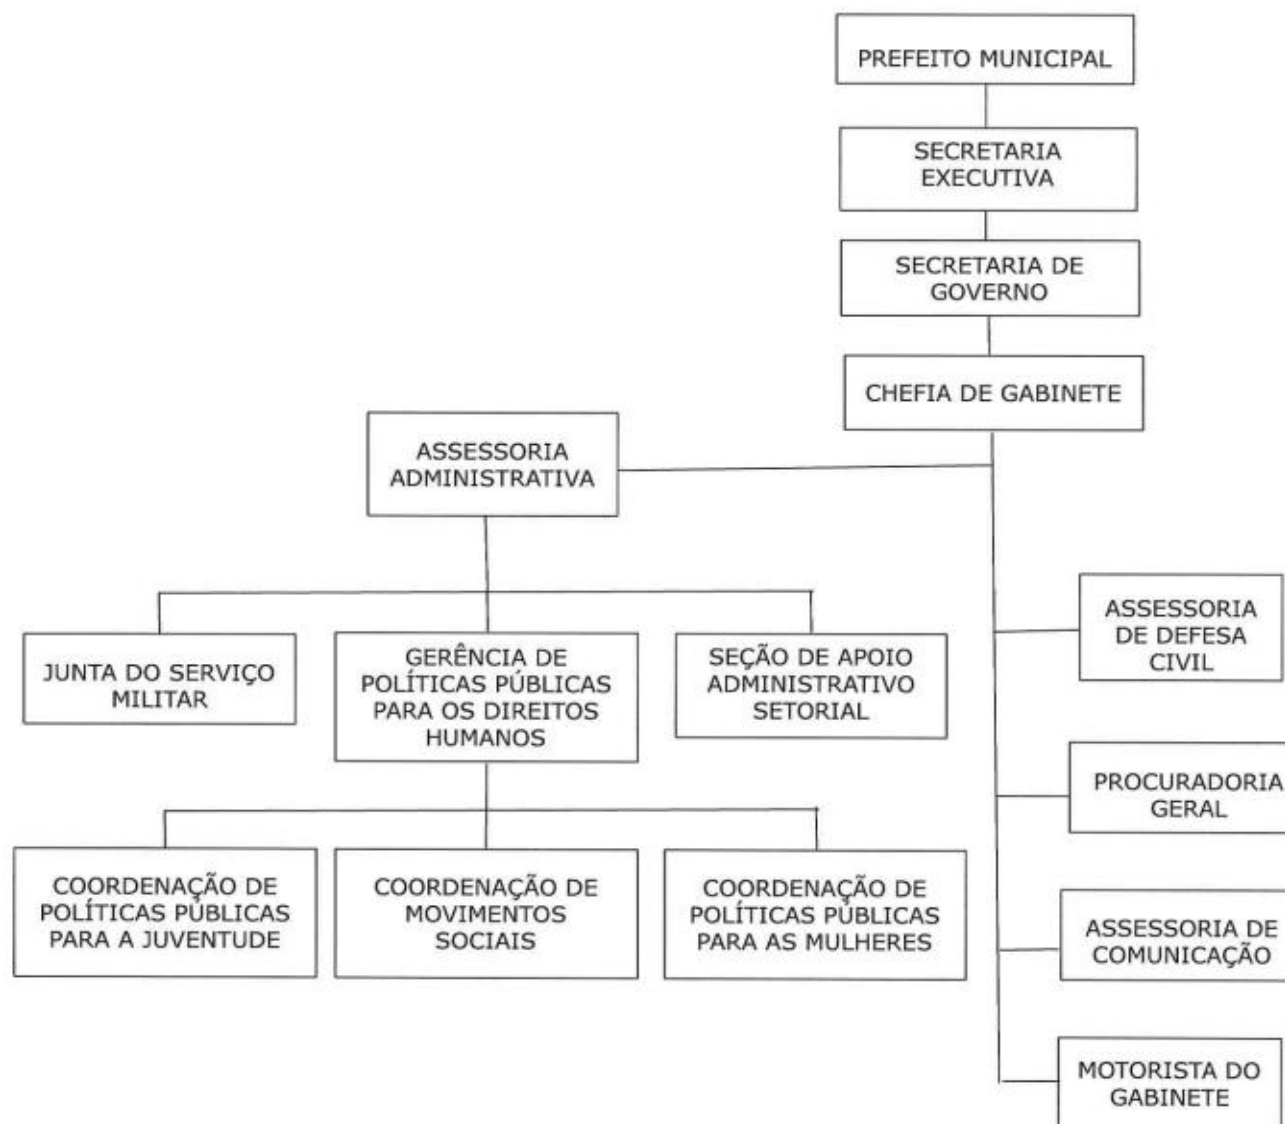 PREFEITO MUNICIPAL
SECRETARIA
EXECUTIVA
SECRETARIA DE
GOVERNO
CHEFIA DE GABINETE
ASSESSORIA
ADMINISTRATIVA
JUNTA DO SERVIÇO
MILITAR
GERÊNCIA DE
POLÍTICAS PÚBLICAS
PARA OS DIREITOS
HUMANOS
SEÇÃO DE APOIO
ADMINISTRATIVO
SETORIAL
COORDENAÇÃO DE
POLÍTICAS PÚBLICAS
PARA A JUVENTUDE
COORDENAÇÃO DE
MOVIMENTOS
SOCIAIS
COORDENAÇÃO DE
POLÍTICAS PÚBLICAS
PARA AS MULHERES
ASSESSORIA
DE DEFESA
CIVIL
PROCURADORIA
GERAL
ASSESSORIA DE
COMUNICAÇÃO
MOTORISTA DO
GABINETE